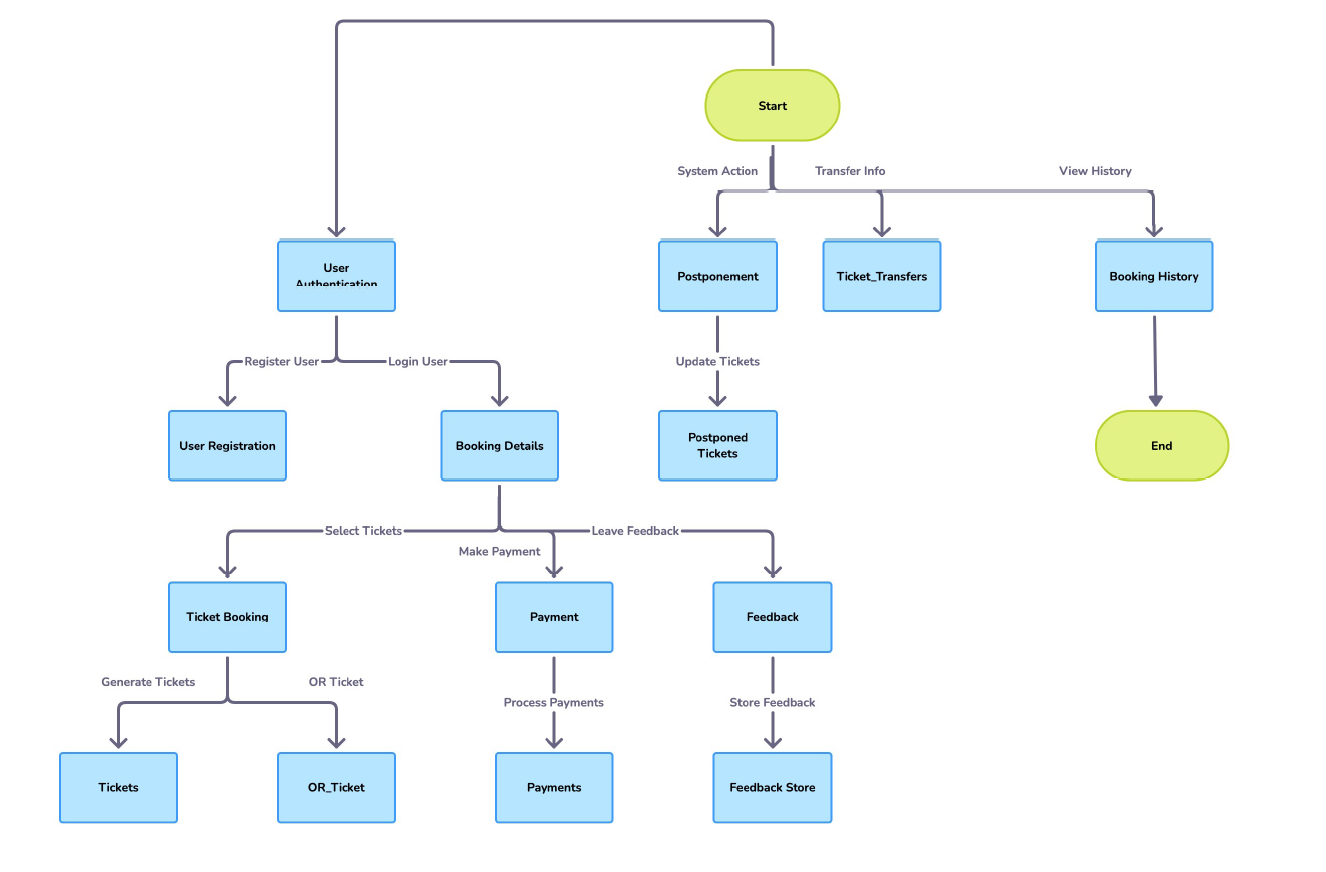 Start
System Action
Transfer Info
View History
User
Authentication
Postponement
Ticket_Transfers
Booking History
Register User
Login User
Update Tickets
User Registration
Booking Details
Postponed
Tickets
End
Select Tickets
Leave Feedback
Make Payment
Ticket Booking
Payment
Feedback
Generate Tickets
OR Ticket
Process Payments
Store Feedback
Tickets
OR_Ticket
Payments
Feedback Store